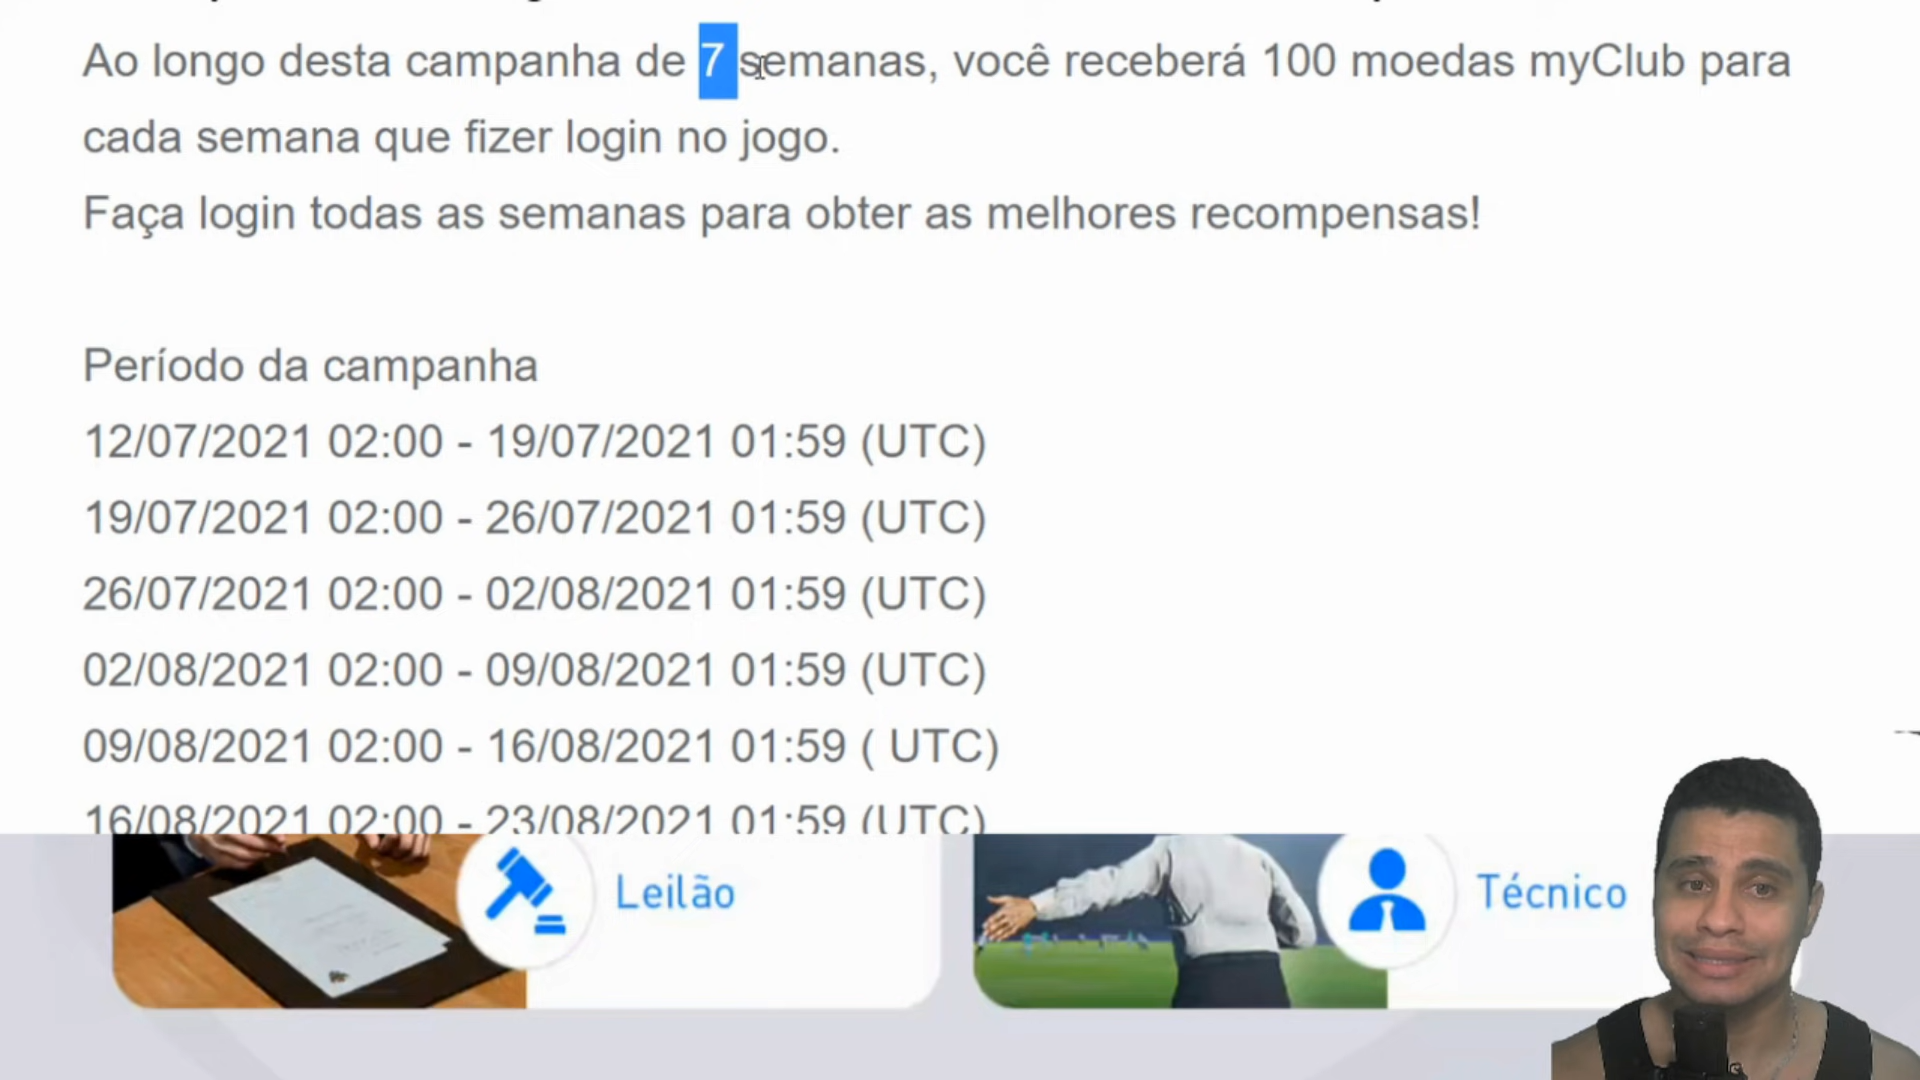 Ao longo desta campanha de 7 semanas, você receberá 100 moedas myClub para
cada semana que fizer login no jogo.
Faça login todas as semanas para obter as melhores recompensas!
Período da campanha
12/07/2021 02:00 - 19/07/2021 01:59 (UTC)
19/07/2021 02:00 - 26/07/2021 01:59 (UTC)
26/07/2021 02:00 - 02/08/2021 01:59 (UTC)
02/08/2021 02:00 - 09/08/2021 01:59 (UTC)
09/08/2021 02:00 - 16/08/2021 01:59 ( UTC)
16/08/2021 02:00 - 23/08/2021 01:59 (UTC)
Leilão
Técnico